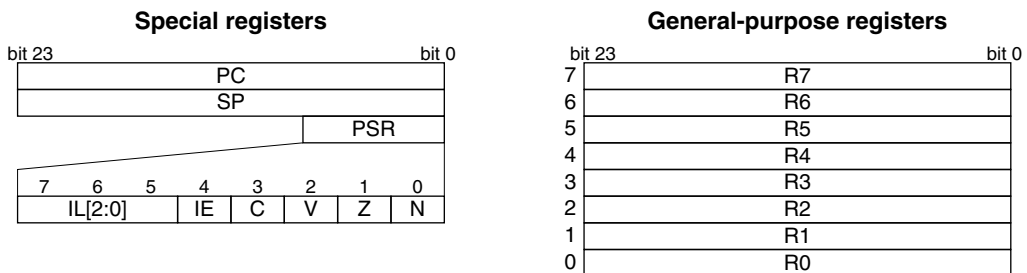 Special registers
bit 23 bit 0
PC
SP
PSR
7 6 5 4 3 2 1 0
IL[2:0] IE C V Z N
General-purpose registers
bit 23 bit 0
7 R7
6 R6
5 R5
4 R4
3 R3
2 R2
1 R1
0 R0